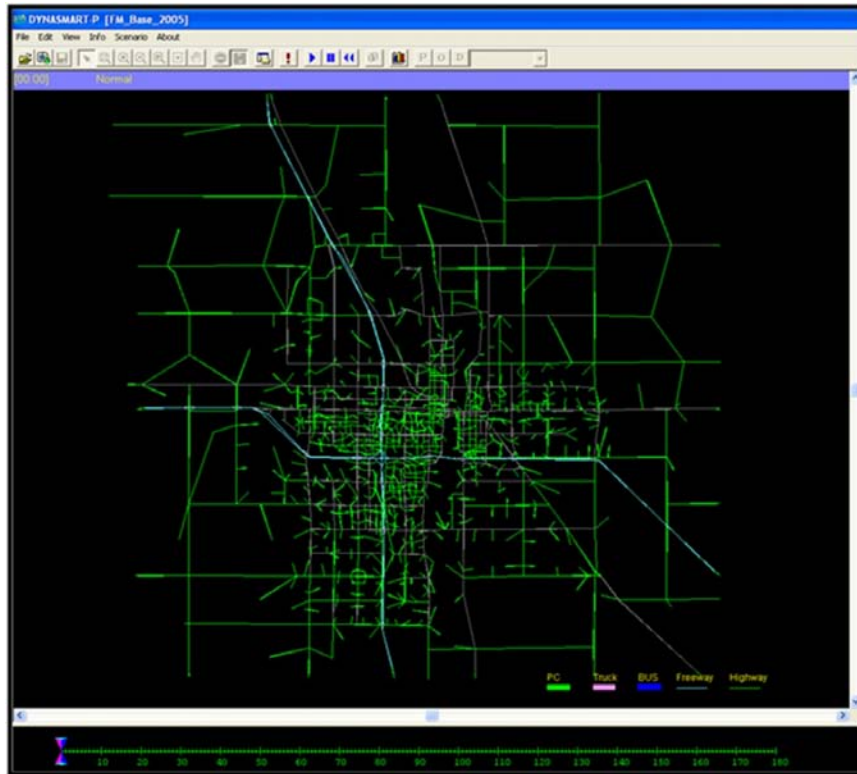 DYNASMART-P [FM_Base_2005]
File Edit View Info Scenario About
P O D
[00:00] Normal
PC Truck BUS Freeway Highway
10 20 30 40 50 60 70 80 90 100 110 120 130 140 150 160 170 180